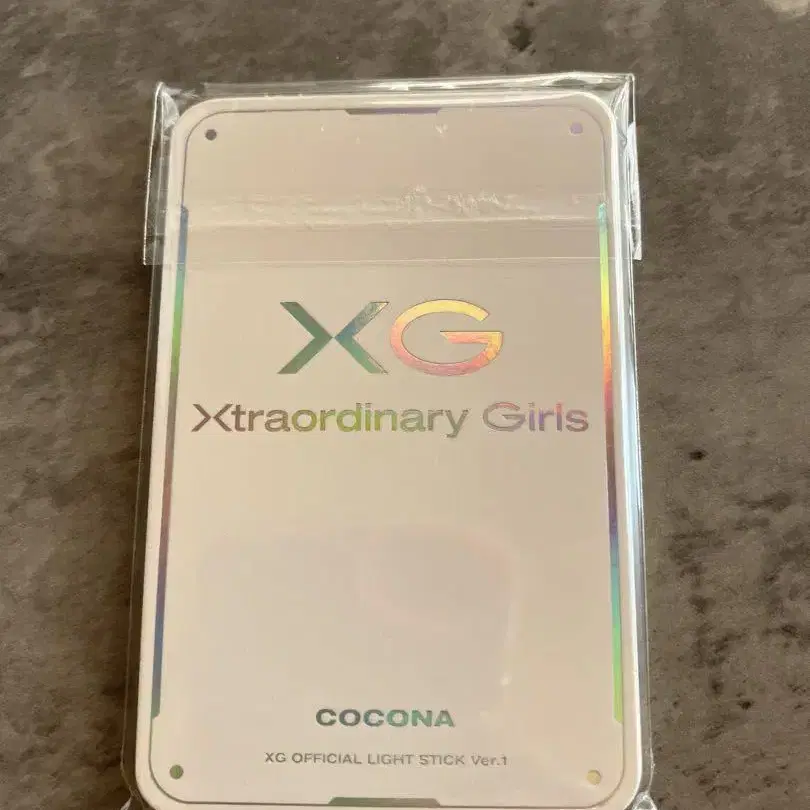 XG
Xtraordinary Girls
COCONA
XG OFFICIAL LIGHT STICK Ver.1